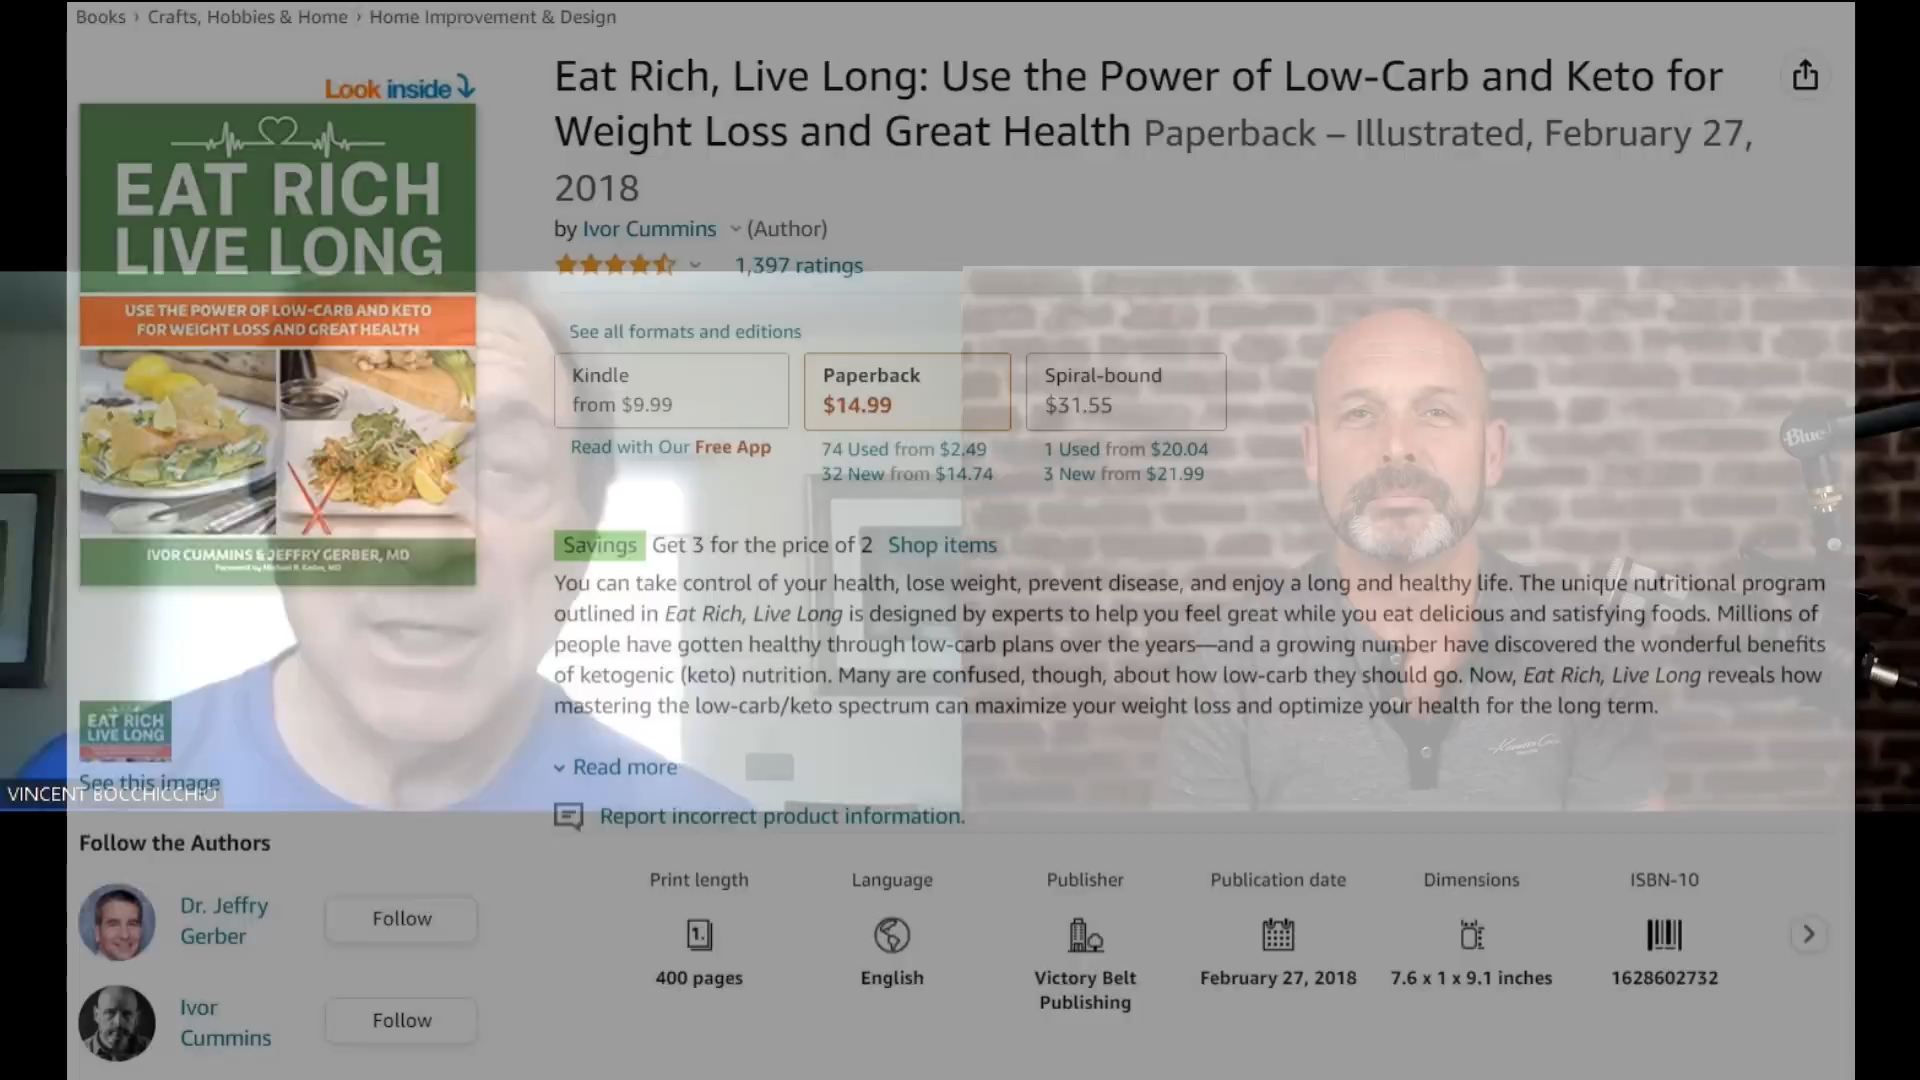 Books › Crafts, Hobbies & Home › Home Improvement & Design
Look inside
EAT RICH
LIVE LONG
USE THE POWER OF LOW-CARB AND KETO
FOR WEIGHT LOSS AND GREAT HEALTH
IVOR CUMMINS & JEFFRY GERBER, MD
EAT RICH
LIVE LONG
See this image
VINCENT BOCCHICCHIO
Follow the Authors
Dr. Jeffry
Gerber
Follow
Ivor
Cummins
Follow
Eat Rich, Live Long: Use the Power of Low-Carb and Keto for
Weight Loss and Great Health Paperback – Illustrated, February 27,
2018
by Ivor Cummins (Author)
1,397 ratings
See all formats and editions
Kindle
from $9.99
Read with Our Free App
Paperback
$14.99
74 Used from $2.49
32 New from $14.74
Spiral-bound
$31.55
1 Used from $20.04
3 New from $21.99
Savings Get 3 for the price of 2 Shop items
You can take control of your health, lose weight, prevent disease, and enjoy a long and healthy life. The unique nutritional program
outlined in Eat Rich, Live Long is designed by experts to help you feel great while you eat delicious and satisfying foods. Millions of
people have gotten healthy through low-carb plans over the years—and a growing number have discovered the wonderful benefits
of ketogenic (keto) nutrition. Many are confused, though, about how low-carb they should go. Now, Eat Rich, Live Long reveals how
mastering the low-carb/keto spectrum can maximize your weight loss and optimize your health for the long term.
Read more
Report incorrect product information.
Print length
400 pages
Language
English
Publisher
Victory Belt
Publishing
Publication date
February 27, 2018
Dimensions
7.6 x 1 x 9.1 inches
ISBN-10
1628602732
Blue